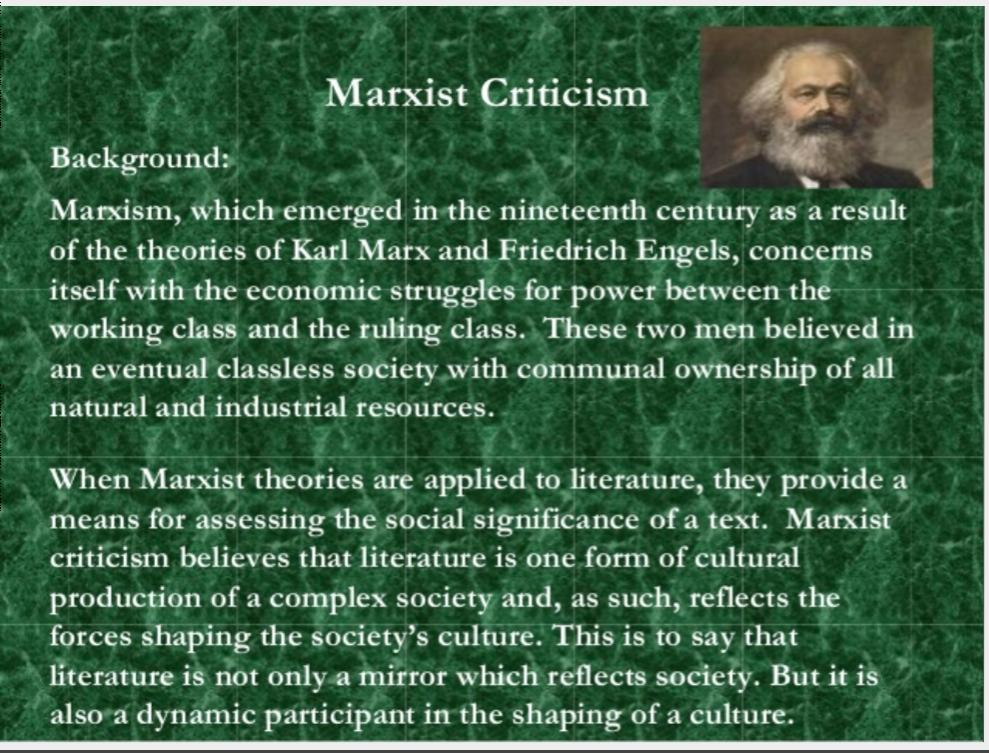 Marxist Criticism
Background:
Marxism, which emerged in the nineteenth century as a result
of the theories of Karl Marx and Friedrich Engels, concerns
itself with the economic struggles for power between the
working class and the ruling class.  These two men believed in
an eventual classless society with communal ownership of all
natural and industrial resources.
When Marxist theories are applied to literature, they provide a
means for assessing the social significance of a text.  Marxist
criticism believes that literature is one form of cultural
production of a complex society and, as such, reflects the
forces shaping the society’s culture. This is to say that
literature is not only a mirror which reflects society. But it is
also a dynamic participant in the shaping of a culture.